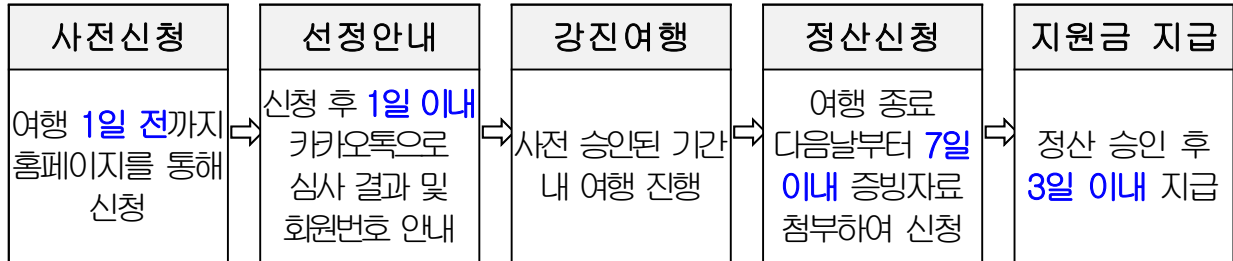 사전신청
여행 1일 전까지
홈페이지를 통해
신청
선정안내
신청 후 1일 이내
카카오톡으로
심사 결과 및
회원번호 안내
강진여행
사전 승인된 기간
내 여행 진행
정산신청
여행 종료
다음날부터 7일
이내 증빙자료
첨부하여 신청
지원금 지급
정산 승인 후
3일 이내 지급